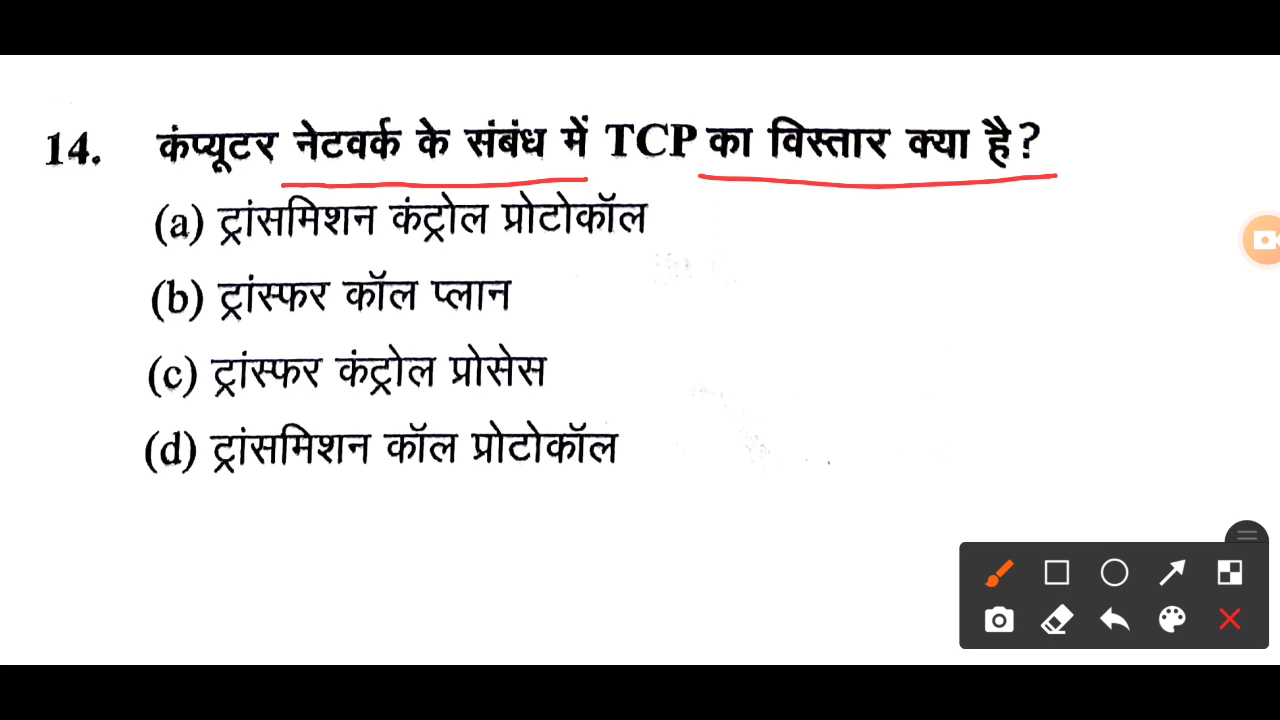 14. कंप्यूटर नेटवर्क के संबंध में TCP का विस्तार क्या है?
(a) ट्रांसमिशन कंट्रोल प्रोटोकॉल
(b) ट्रांस्फर कॉल प्लान
(c) ट्रांस्फर कंट्रोल प्रोसेस
(d) ट्रांसमिशन कॉल प्रोटोकॉल